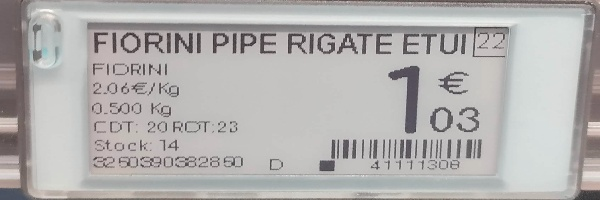 FIORINI PIPE RIGATE ETUI 22
FIORINI
2.06€/Kg
0.500 Kg
CDT: 20 ROT:23
Stock: 14
1 € 03
3250390382850 D 41111308